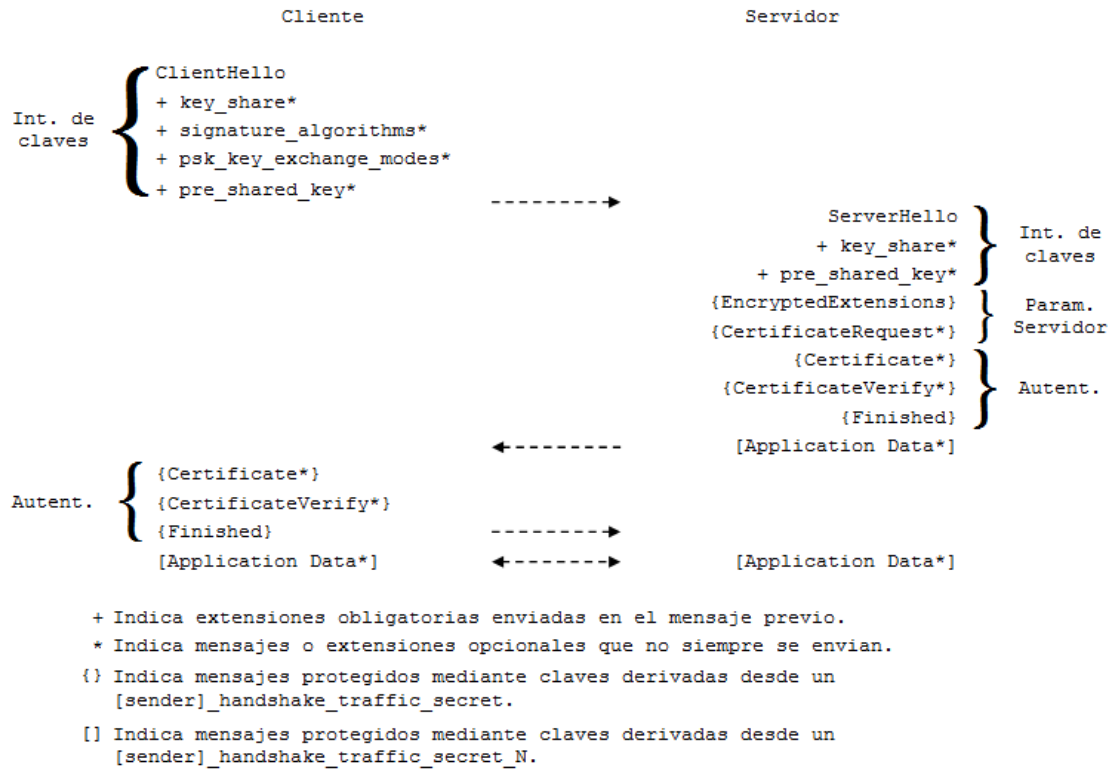 Cliente Servidor
ClientHello
+ key_share*
Int. de
claves
+ signature_algorithms*
+ psk_key_exchange_modes*
+ pre_shared_key*
ServerHello
+ key_share*
+ pre_shared_key*
Int. de
claves
{EncryptedExtensions}
{CertificateRequest*}
Param.
Servidor
{Certificate*}
{CertificateVerify*}
{Finished}
Autent.
[Application Data*]
Autent.
{Certificate*}
{CertificateVerify*}
{Finished}
[Application Data*] [Application Data*]
+ Indica extensiones obligatorias enviadas en el mensaje previo.
* Indica mensajes o extensiones opcionales que no siempre se envian.
{} Indica mensajes protegidos mediante claves derivadas desde un
[sender]_handshake_traffic_secret.
[] Indica mensajes protegidos mediante claves derivadas desde un
[sender]_handshake_traffic_secret_N.